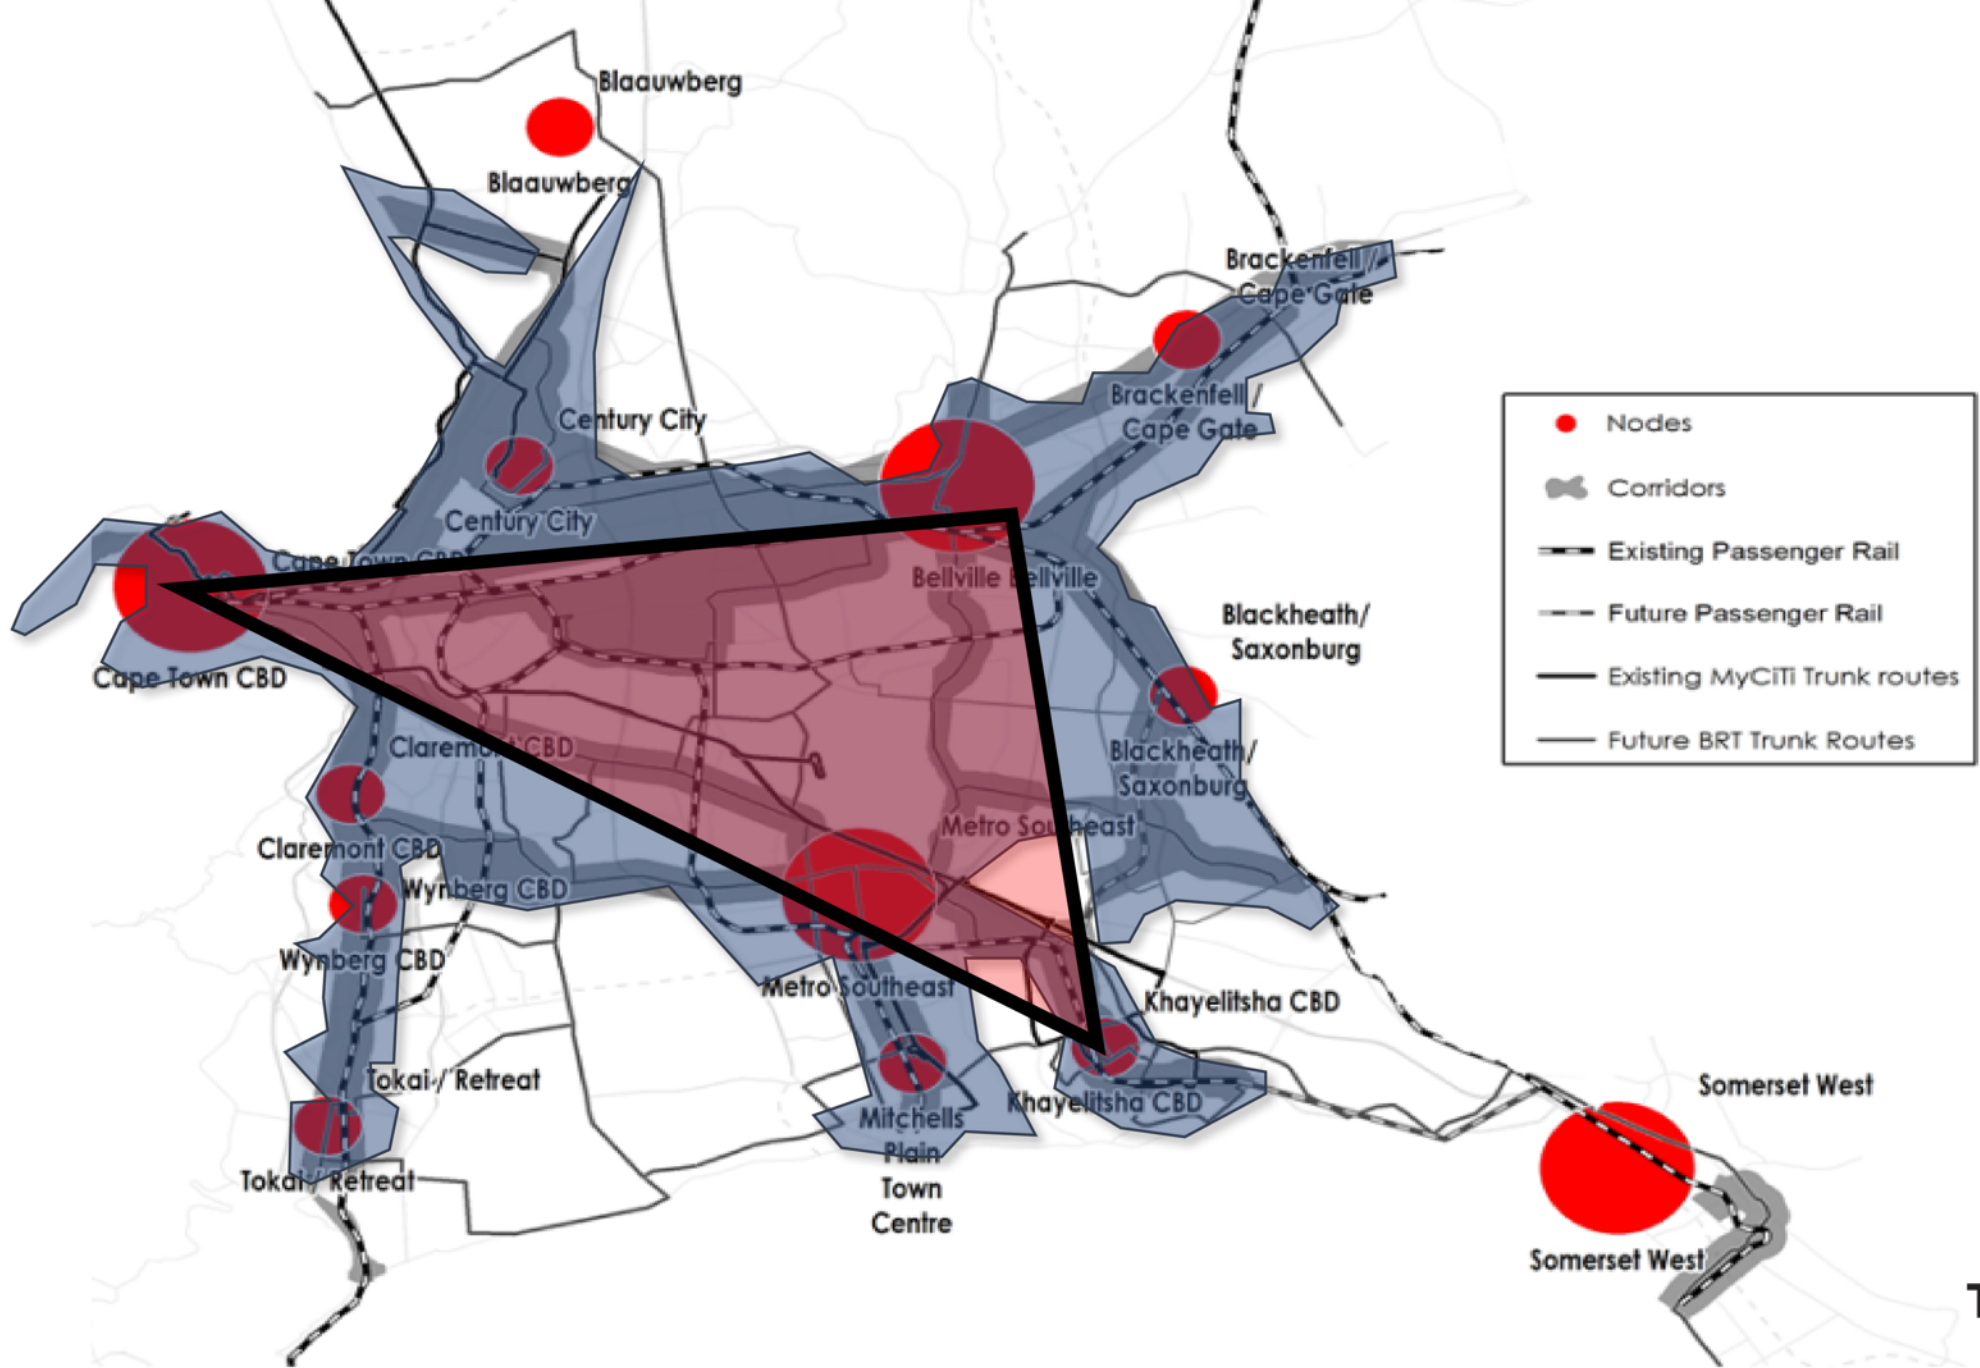 Blaauwberg
Blaauwberg
Brackenfell /
Cape Gate
Brackenfell /
Cape Gate
Century City
Century City
Cape Town CBD
Cape Town CBD
Bellville Bellville
Blackheath/
Saxonburg
Blackheath/
Saxonburg
Claremont CBD
Claremont CBD
Metro Southeast
Metro Southeast
Wynberg CBD
Wynberg CBD
Khayelitsha CBD
Khayelitsha CBD
Tokai / Retreat
Tokai / Retreat
Mitchells
Plain
Town
Centre
Somerset West
Somerset West
Nodes
Corridors
Existing Passenger Rail
Future Passenger Rail
Existing MyCiTi Trunk routes
Future BRT Trunk Routes
T